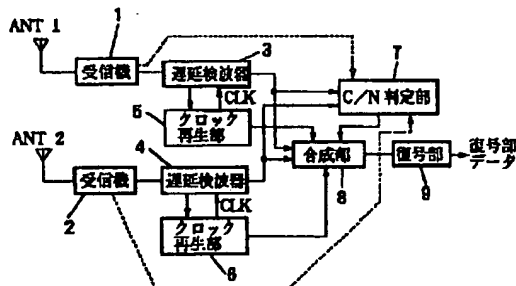 ANT 1
1
受信機
3
遅延検波器
7
C/N 判定部
CLK
5
クロック
再生部
ANT 2
4
受信機
2
遅延検波器
合成部
8
復号部
9
復号部
データ
CLK
クロック
再生部
6